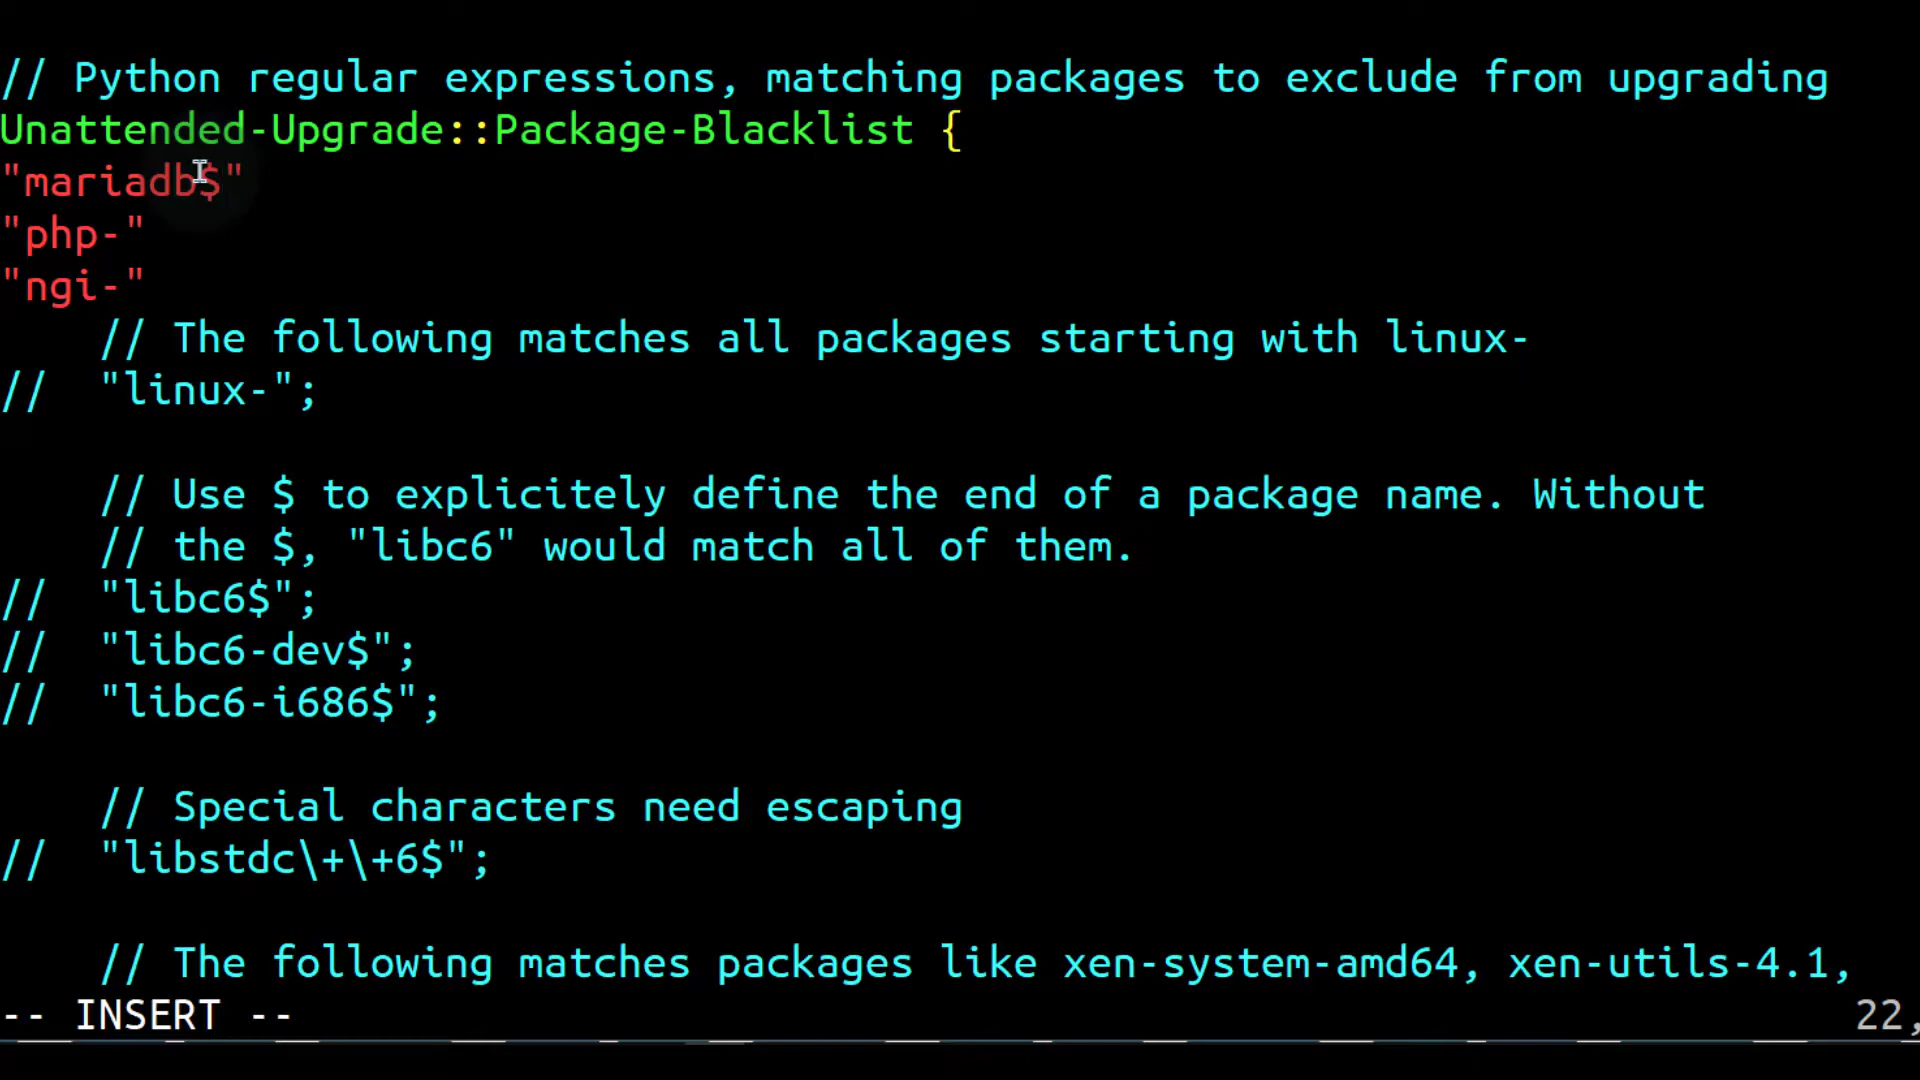 // Python regular expressions, matching packages to exclude from upgrading
Unattended-Upgrade::Package-Blacklist {
"mariadb$"
"php-"
"ngi-"
    // The following matches all packages starting with linux-
//  "linux-";

    // Use $ to explicitely define the end of a package name. Without
    // the $, "libc6" would match all of them.
//  "libc6$";
//  "libc6-dev$";
//  "libc6-i686$";

    // Special characters need escaping
//  "libstdc\+\+6$";

    // The following matches packages like xen-system-amd64, xen-utils-4.1,
-- INSERT -- 22,